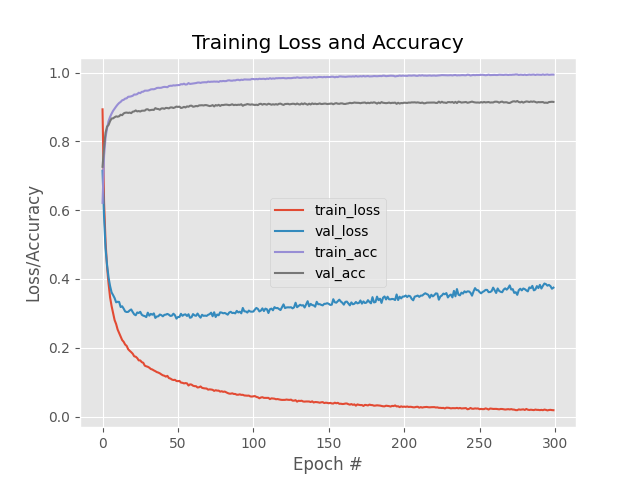 Training Loss and Accuracy
1.0
0.8
0.6
0.4
0.2
0.0
Loss/Accuracy
train_loss
val_loss
train_acc
val_acc
0
50
100
150
200
250
300
Epoch #